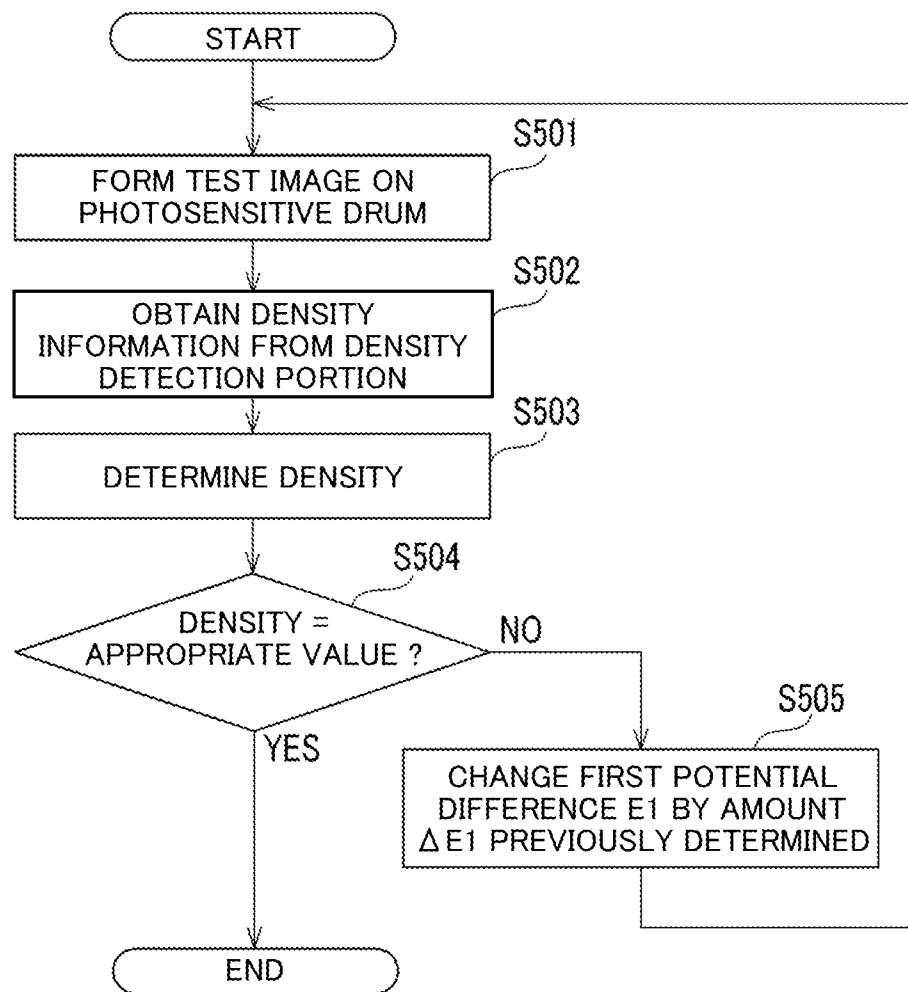 START
S501
FORM TEST IMAGE ON
PHOTOSENSITIVE DRUM
S502
OBTAIN DENSITY
INFORMATION FROM DENSITY
DETECTION PORTION
S503
DETERMINE DENSITY
S504
DENSITY =
APPROPRIATE VALUE ?
NO
YES
S505
CHANGE FIRST POTENTIAL
DIFFERENCE E1 BY AMOUNT
ΔE1 PREVIOUSLY DETERMINED
END